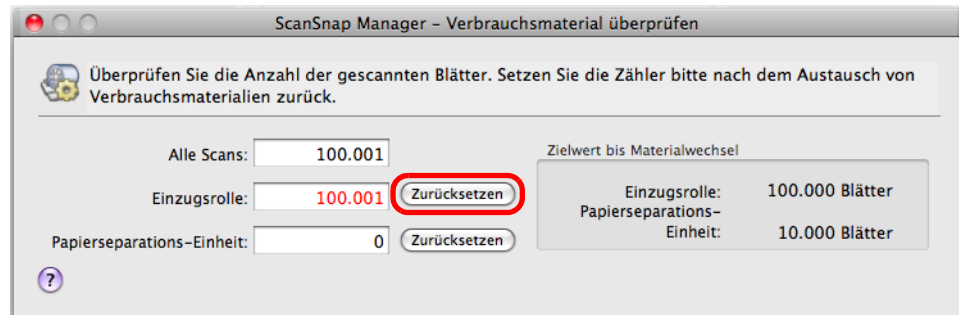 ScanSnap Manager – Verbrauchsmaterial überprüfen
Überprüfen Sie die Anzahl der gescannten Blätter. Setzen Sie die Zähler bitte nach dem Austausch von
Verbrauchsmaterialien zurück.
Alle Scans: 100.001
Einzugsrolle: 100.001 Zurücksetzen
Papierseparations-Einheit: 0 Zurücksetzen
Zielwert bis Materialwechsel
Einzugsrolle: 100.000 Blätter
Papierseparations-
Einheit: 10.000 Blätter
?